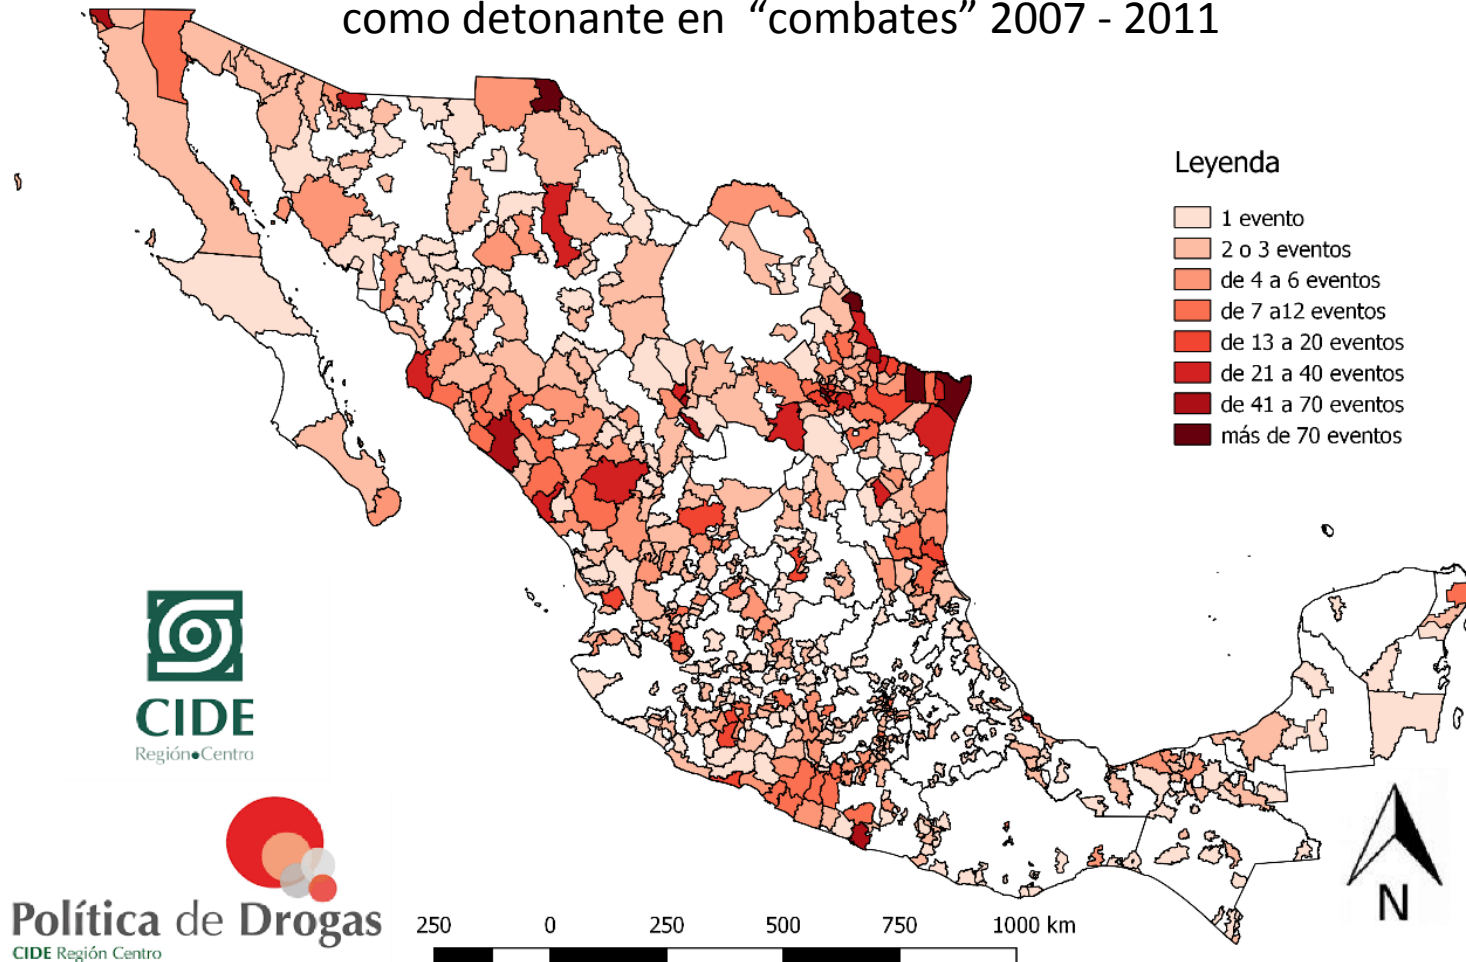 como detonante en “combates” 2007 - 2011
Leyenda
1 evento
2 o 3 eventos
de 4 a 6 eventos
de 7 a12 eventos
de 13 a 20 eventos
de 21 a 40 eventos
de 41 a 70 eventos
más de 70 eventos
CIDE
Región•Centro
Política de Drogas
CIDE Región Centro
250 0 250 500 750 1000 km
N